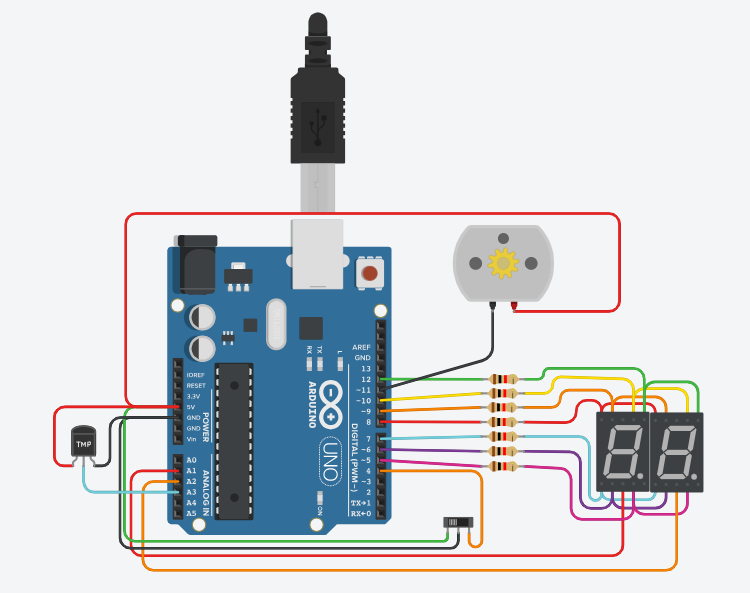 AREF
GND
13
12
~11
~10
~9
8
7
~6
~5
4
~3
2
TX→1
RX←0
DIGITAL (PWM~)
RX
TX
L
ARDUINO
UNO
ON
IOREF
RESET
3.3V
5V
GND
GND
Vin
POWER
A0
A1
A2
A3
A4
A5
ANALOG IN
TMP